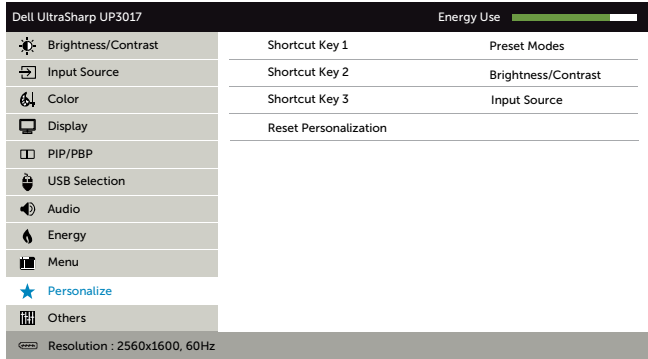 Dell UltraSharp UP3017 Energy Use
Brightness/Contrast Shortcut Key 1 Preset Modes
Input Source Shortcut Key 2 Brightness/Contrast
Color Shortcut Key 3 Input Source
Display Reset Personalization
PIP/PBP
USB Selection
Audio
Energy
Menu
Personalize
Others
Resolution : 2560x1600, 60Hz